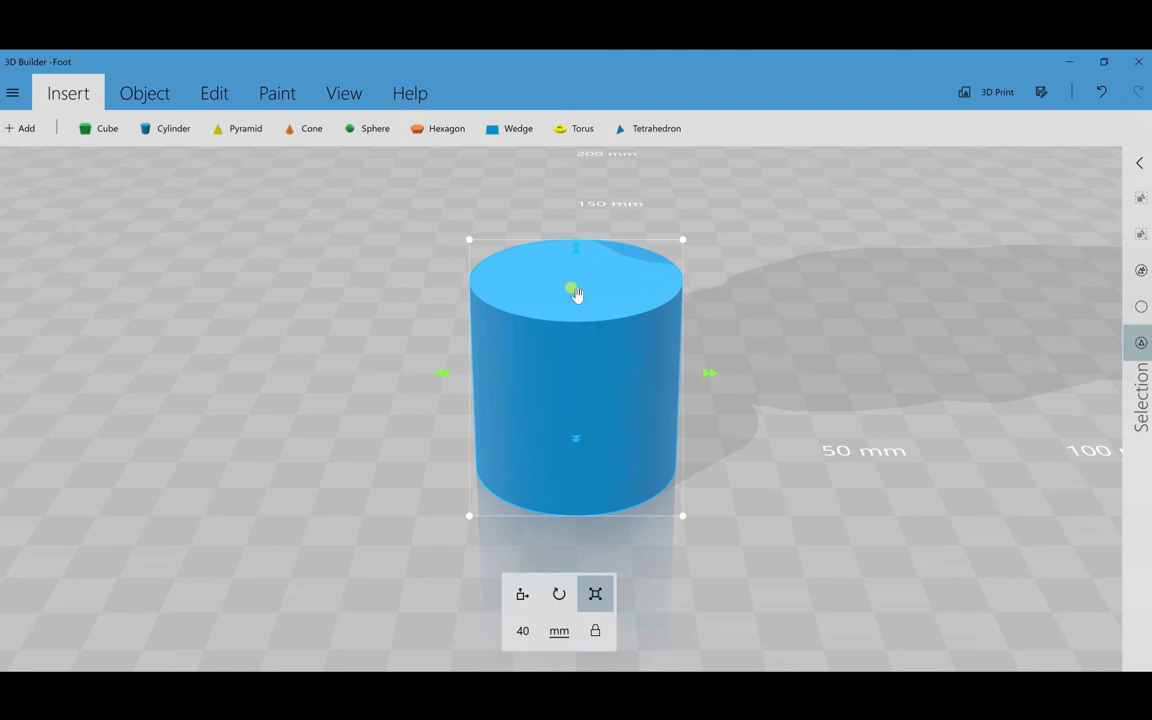 3D Builder -Foot
Insert Object Edit Paint View Help 3D Print
Add Cube Cylinder Pyramid Cone Sphere Hexagon Wedge Torus Tetrahedron
200 mm
150 mm
50 mm 100
Selection
40 mm